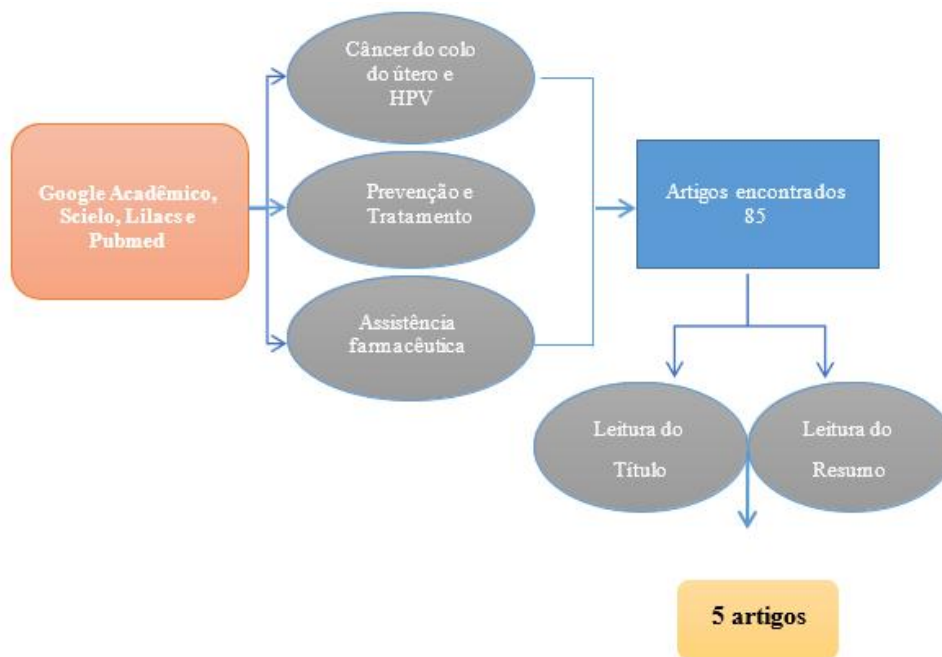 Google Acadêmico,
Scielo, Lilacs e
Pubmed
Câncer do colo
do útero e
HPV
Prevenção e
Tratamento
Assistência
farmacêutica
Artigos encontrados
85
Leitura do
Título
Leitura do
Resumo
5 artigos